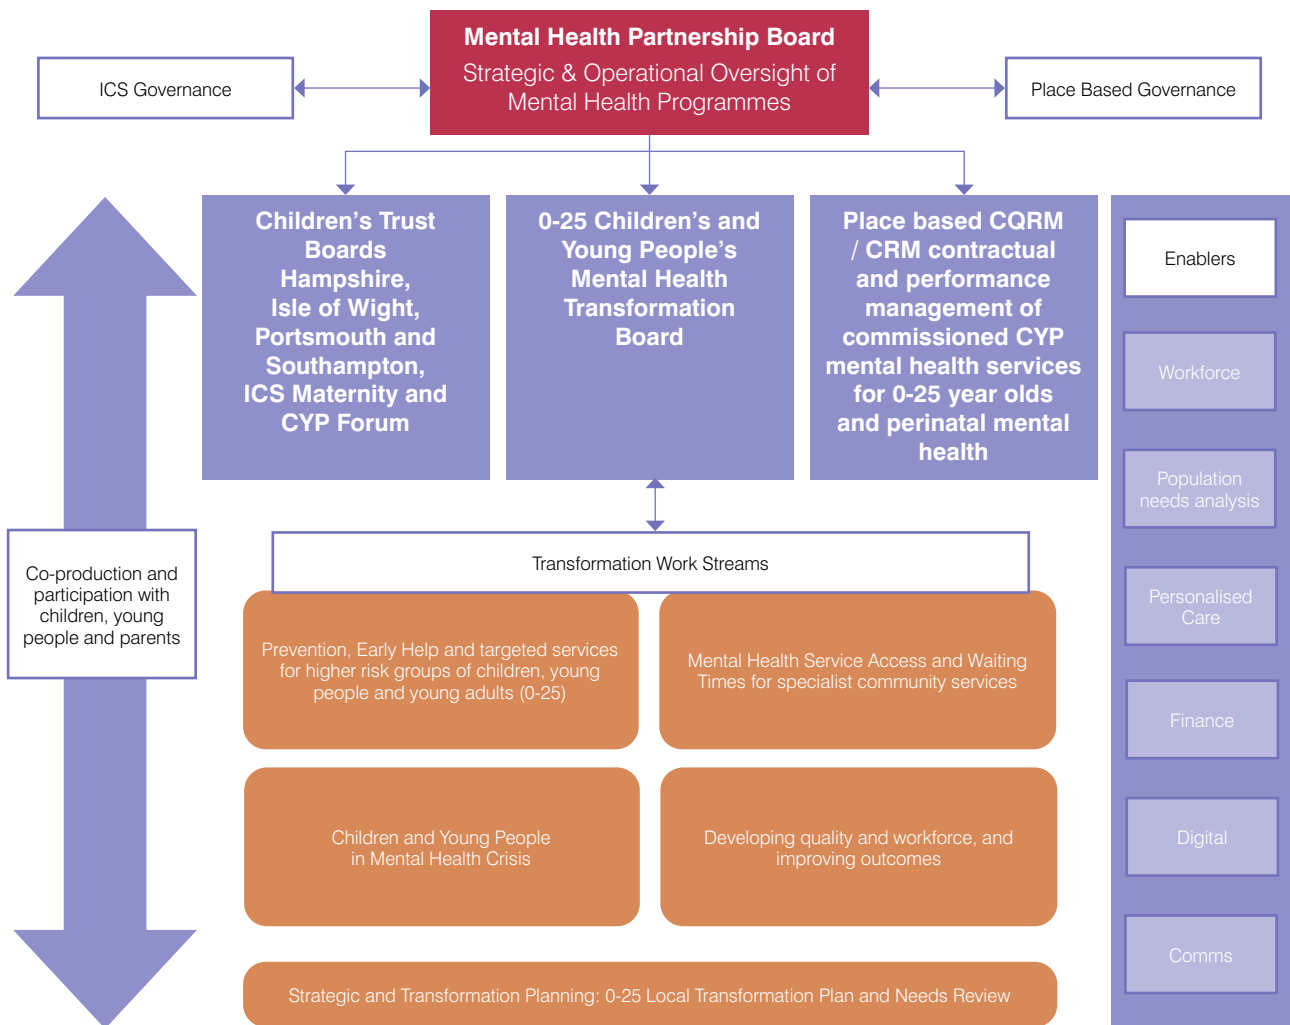 Mental Health Partnership Board
Strategic & Operational Oversight of
Mental Health Programmes
ICS Governance
Place Based Governance
Children’s Trust
Boards
Hampshire,
Isle of Wight,
Portsmouth and
Southampton,
ICS Maternity and
CYP Forum
0-25 Children’s and
Young People’s
Mental Health
Transformation
Board
Place based CQRM
/ CRM contractual
and performance
management of
commissioned CYP
mental health services
for 0-25 year olds
and perinatal mental
health
Enablers
Workforce
Population
needs analysis
Personalised
Care
Finance
Digital
Comms
Co-production and
participation with
children, young
people and parents
Transformation Work Streams
Prevention, Early Help and targeted services
for higher risk groups of children, young
people and young adults (0-25)
Mental Health Service Access and Waiting
Times for specialist community services
Children and Young People
in Mental Health Crisis
Developing quality and workforce, and
improving outcomes
Strategic and Transformation Planning: 0-25 Local Transformation Plan and Needs Review